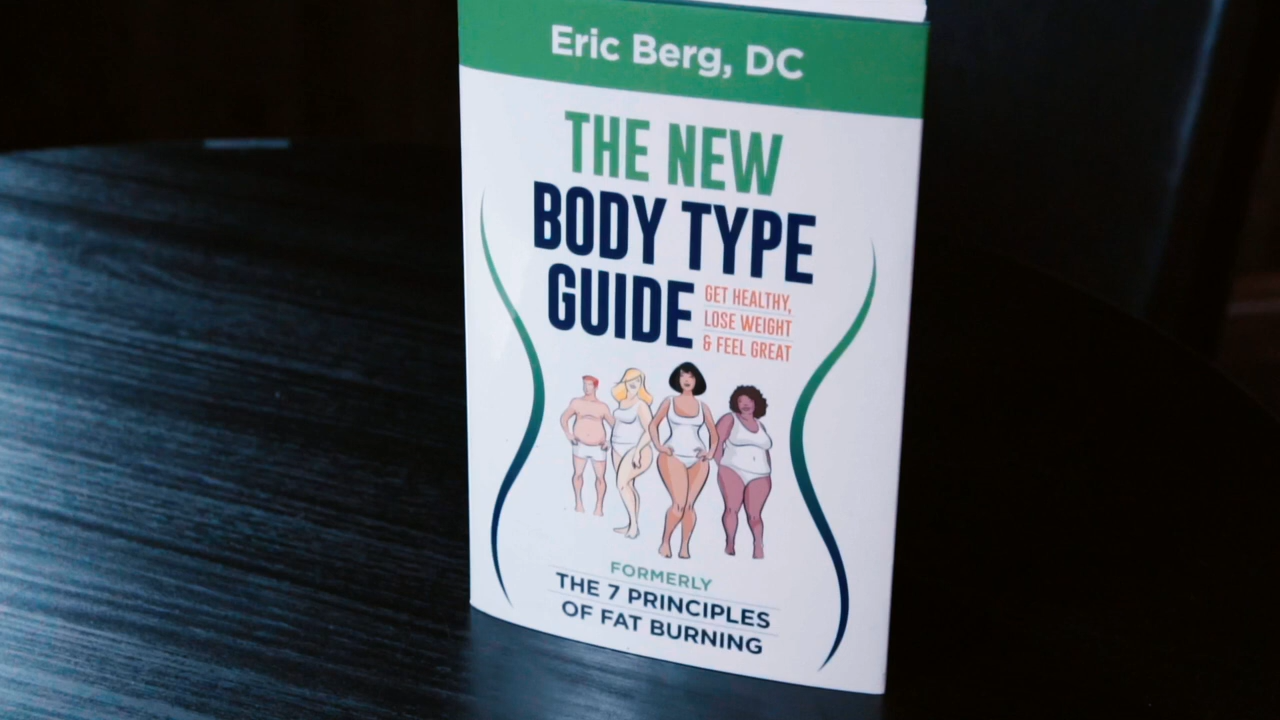 Eric Berg, DC
THE NEW
BODY TYPE
GUIDE
GET HEALTHY,
LOSE WEIGHT
& FEEL GREAT
FORMERLY
THE 7 PRINCIPLES
OF FAT BURNING